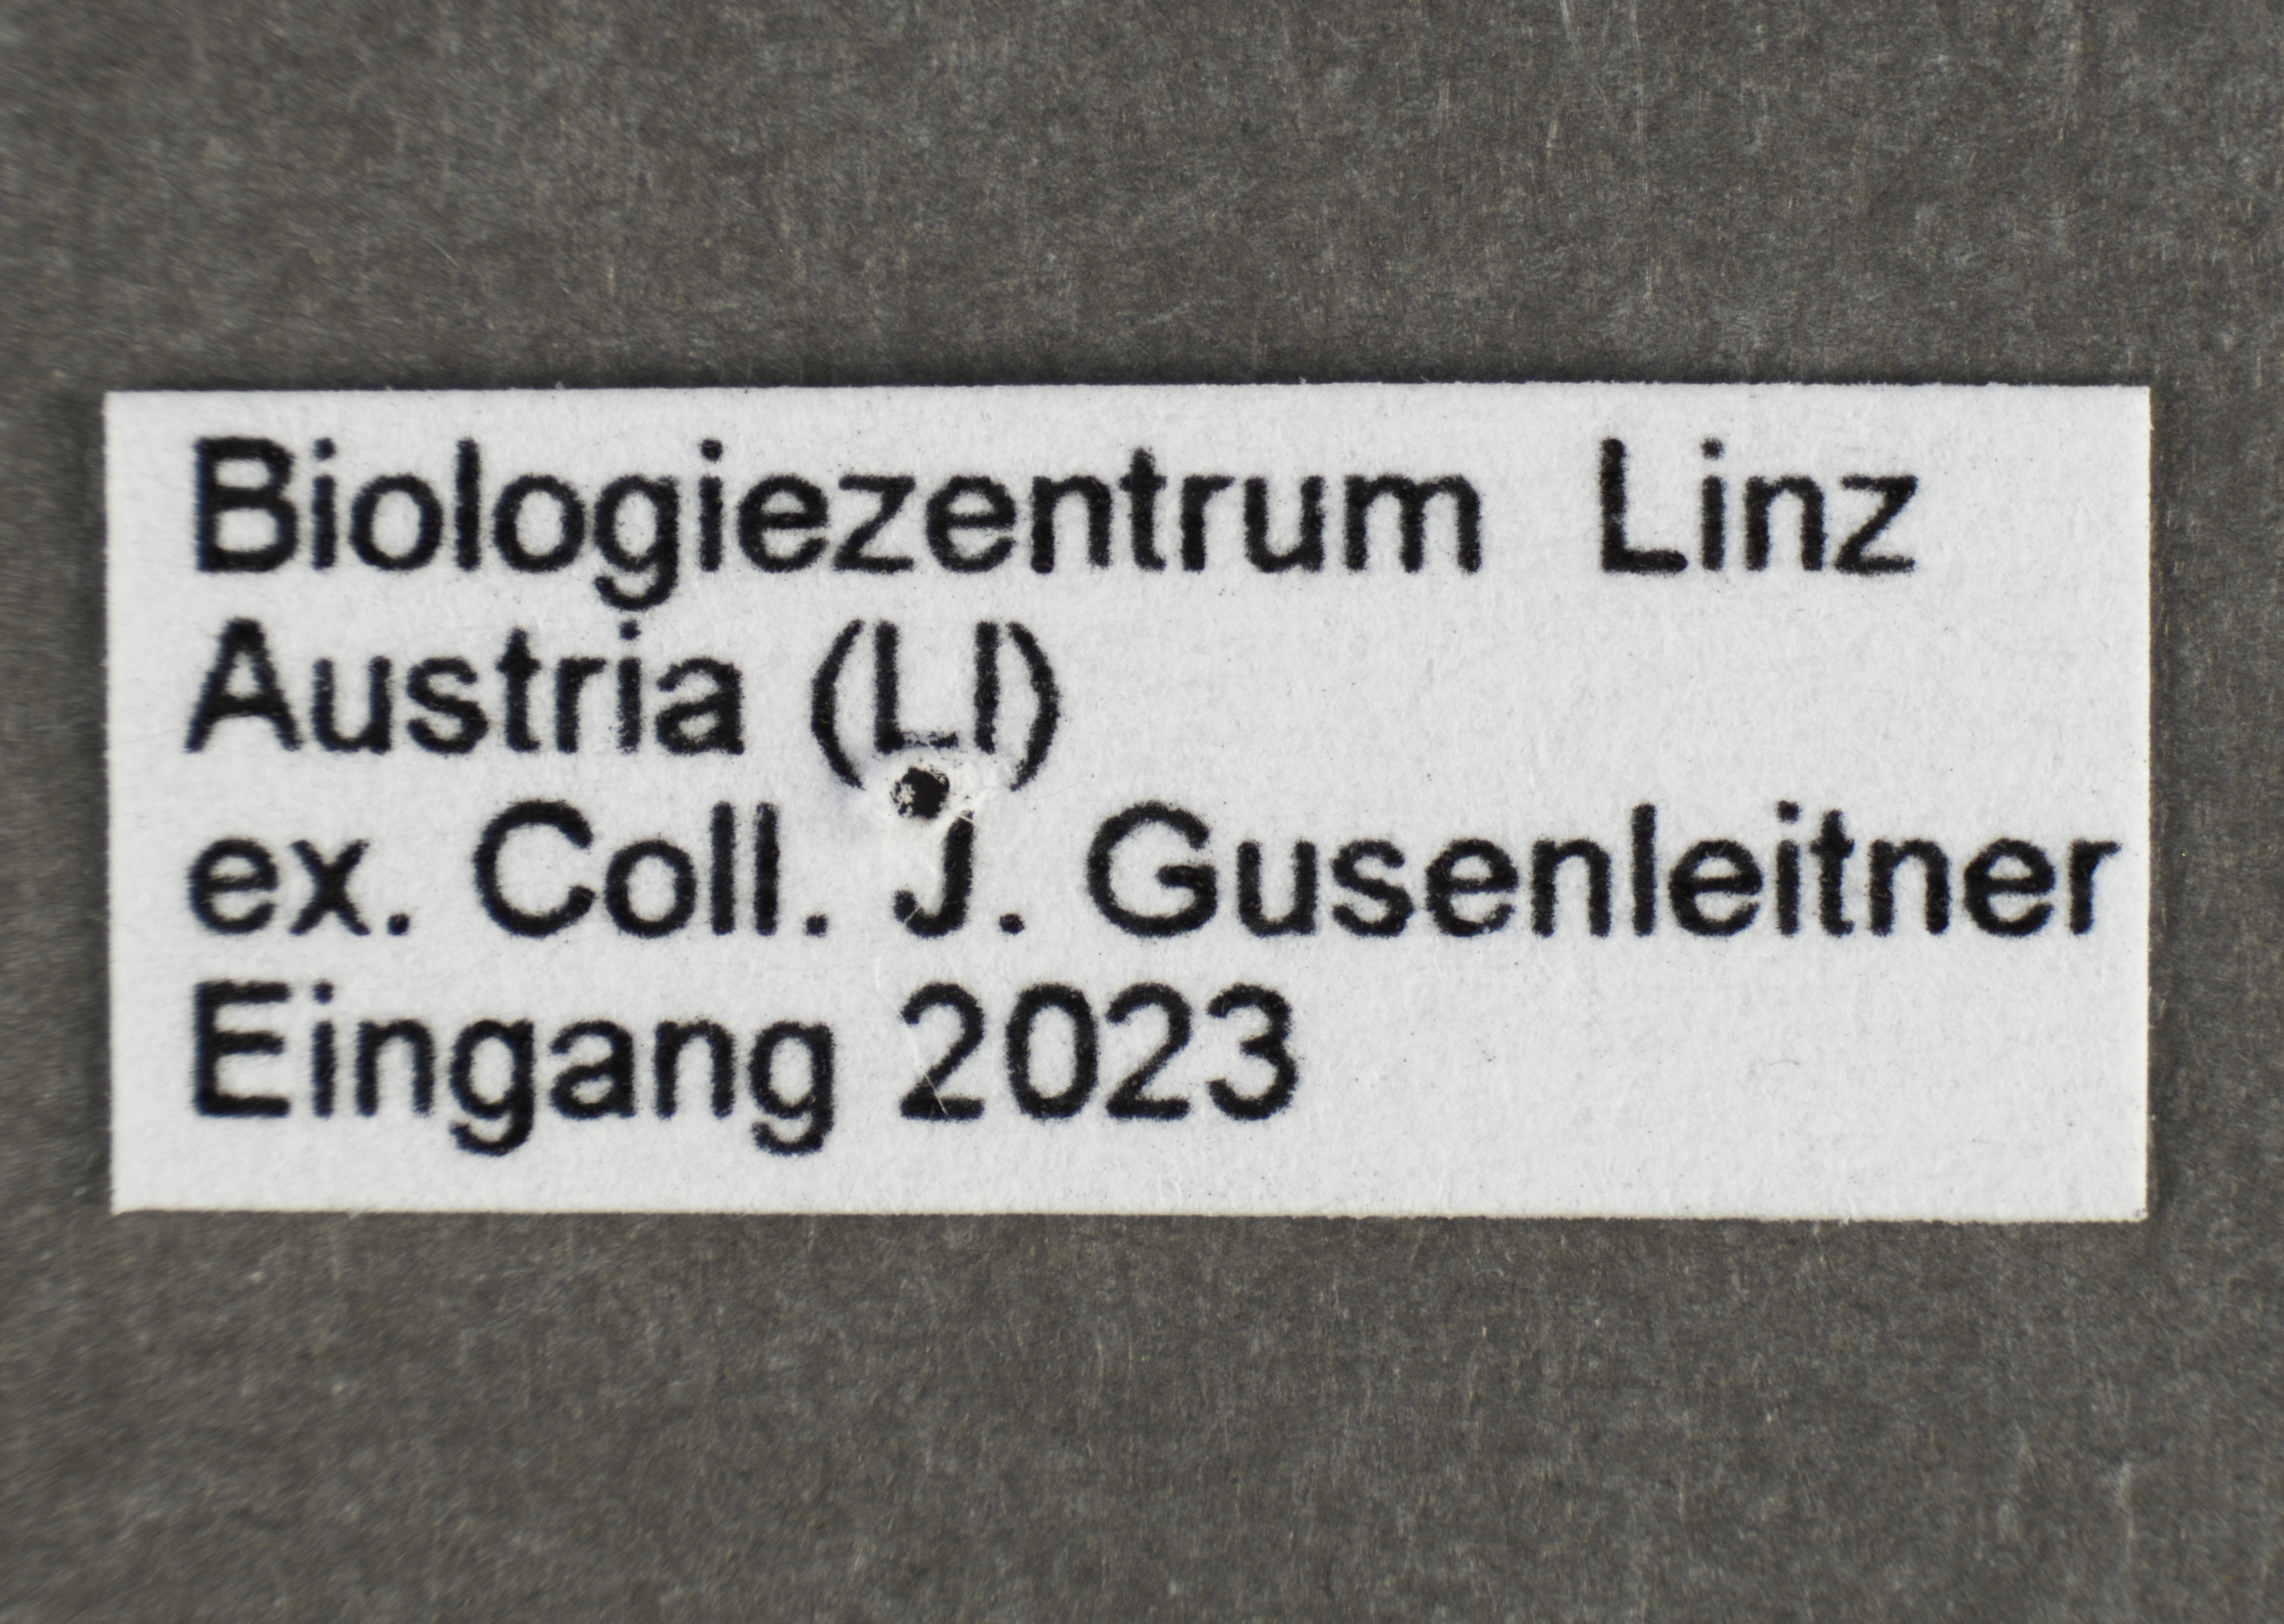 Biologiezentrum Linz
Austria (LI)
ex. Coll. J. Gusenleitner
Eingang 2023